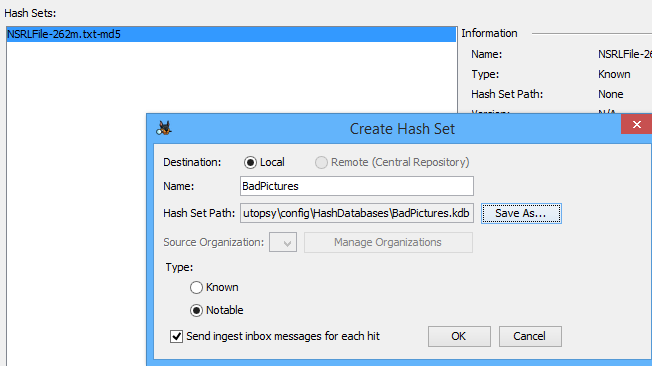 Hash Sets:
NSRLFile-262m.txt-md5
Information
Name: NSRLFile-26
Type: Known
Hash Set Path: None
Create Hash Set
Destination: Local Remote (Central Repository)
Name: BadPictures
Hash Set Path: utopsy\config\HashDatabases\BadPictures.kdb Save As...
Source Organization: Manage Organizations
Type:
Known
Notable
Send ingest inbox messages for each hit OK Cancel